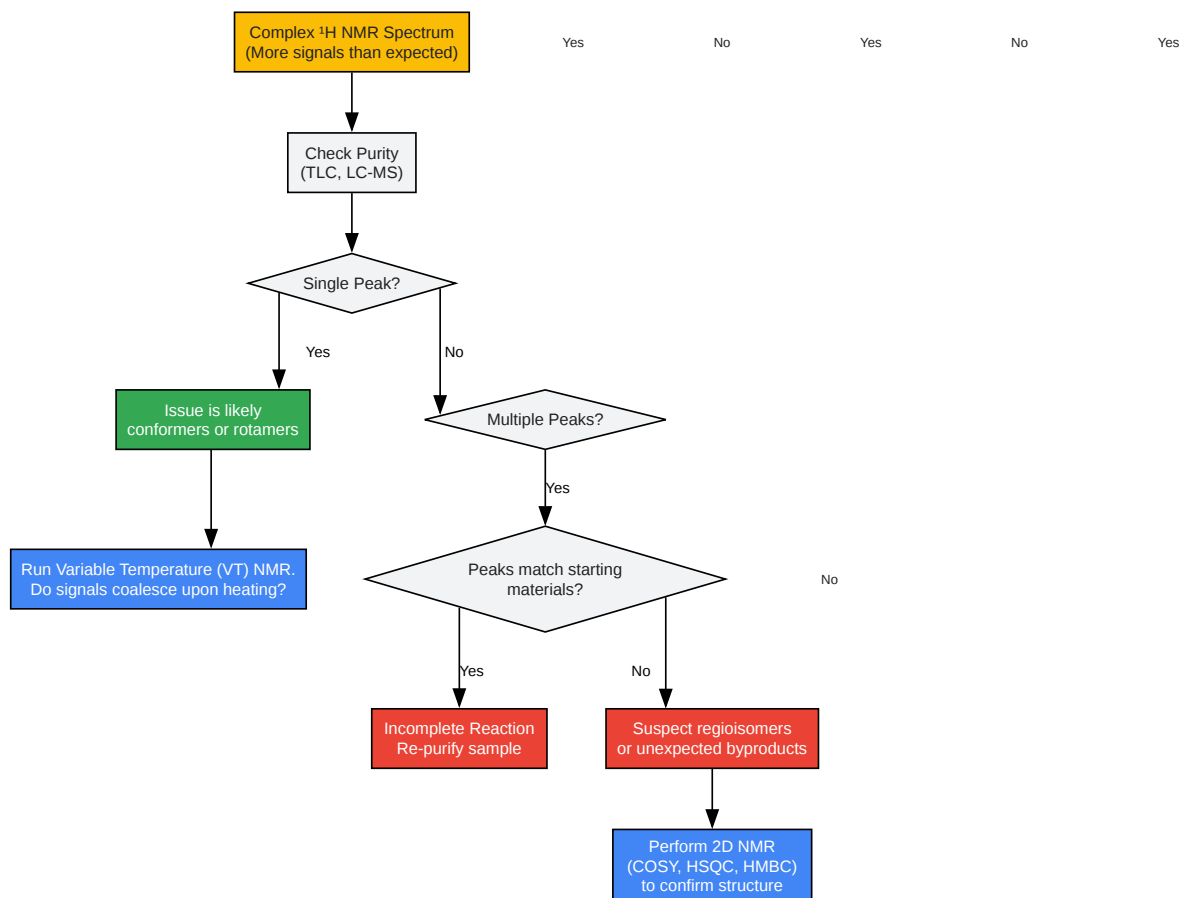 Complex ¹H NMR Spectrum
(More signals than expected)
Yes
No
Yes
No
Yes
Check Purity
(TLC, LC-MS)
Single Peak?
Yes
No
Issue is likely
conformers or rotamers
Multiple Peaks?
Yes
Run Variable Temperature (VT) NMR.
Do signals coalesce upon heating?
Peaks match starting
materials?
No
Yes
No
Incomplete Reaction
Re-purify sample
Suspect regioisomers
or unexpected byproducts
Perform 2D NMR
(COSY, HSQC, HMBC)
to confirm structure